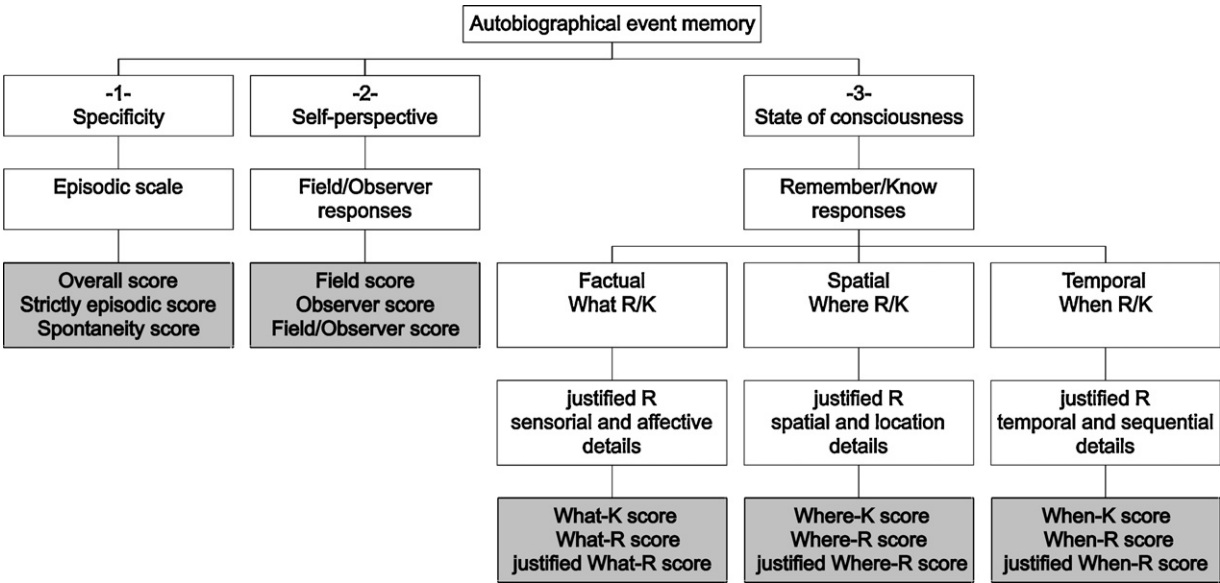 Autobiographical event memory
-1-
Specificity
-2-
Self-perspective
-3-
State of consciousness
Episodic scale
Field/Observer
responses
Remember/Know
responses
Overall score
Strictly episodic score
Spontaneity score
Field score
Observer score
Field/Observer score
Factual
What R/K
Spatial
Where R/K
Temporal
When R/K
justified R
sensorial and affective
details
justified R
spatial and location
details
justified R
temporal and sequential
details
What-K score
What-R score
justified What-R score
Where-K score
Where-R score
justified Where-R score
When-K score
When-R score
justified When-R score